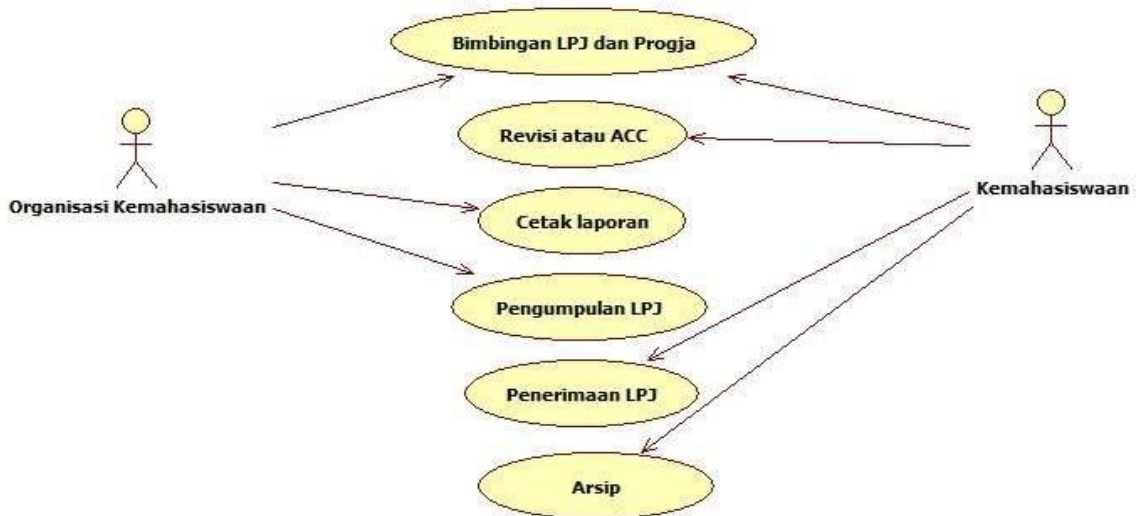 Bimbingan LPJ dan Progja
Revisi atau ACC
Organisasi Kemahasiswaan
Kemahasiswaan
Cetak laporan
Pengumpulan LPJ
Penerimaan LPJ
Arsip